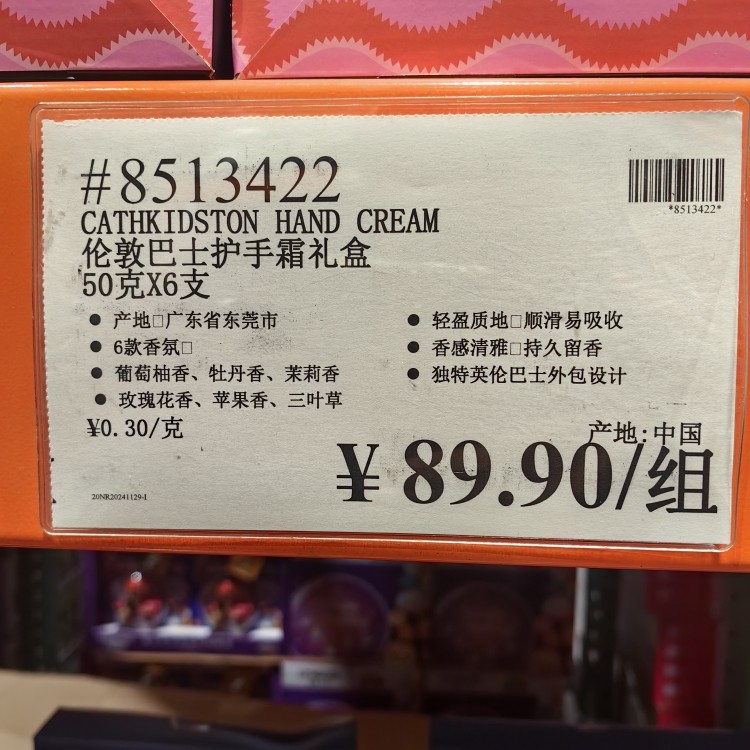 #8513422
*8513422*
CATHKIDSTON HAND CREAM
伦敦巴士护手霜礼盒
50克X6支
● 产地□广东省东莞市
● 6款香氛□
● 葡萄柚香、牡丹香、茉莉香
● 玫瑰花香、苹果香、三叶草
● 轻盈质地□顺滑易吸收
● 香感清雅□持久留香
● 独特英伦巴士外包设计
¥0.30/克
产地:中国
¥89.90/组
20NR20241129-I